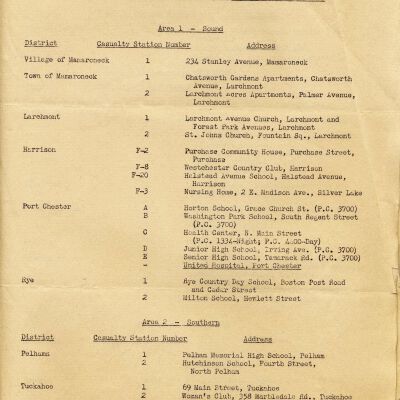 Area 1 - Sound
District Casualty Station Number Address
Village of Mamaroneck 1 234 Stanley Avenue, Mamaroneck
Town of Mamaroneck 1 Chatsworth Gardens Apartments, Chatsworth
Avenue, Larchmont
2 Larchmont Acres Apartments, Palmer Avenue,
Larchmont
Larchmont 1 Larchmont Avenue Church, Larchmont and
Forest Park Avenues, Larchmont
2 St. Johns Church, Fountain Sq., Larchmont
Harrison F-2 Purchase Community House, Purchase Street,
Purchase
F-8 Westchester Country Club, Harrison
F-20 Halstead Avenue School, Halstead Avenue,
Harrison
F-3 Nursing Home, 2 E. Madison Ave., Silver Lake
Port Chester A Horton School, Grace Church St. (P.C. 3700)
B Washington Park School, South Regent Street
(P.C. 3700)
C Health Center, N. Main Street
(P.C. 1334-Night; P.C. 4400-Day)
D Junior High School, Irving Ave. (P.C. 3700)
E Senior High School, Tamarack Rd. (P.C. 3700)
- United Hospital, Port Chester
Rye 1 Rye Country Day School, Boston Post Road
and Cedar Street
2 Milton School, Hewlett Street
Area 2 - Southern
District Casualty Station Number Address
Pelham 1 Pelham Memorial High School, Pelham
2 Hutchinson School, Fourth Street,
North Pelham
Tuckahoe 1 69 Main Street, Tuckahoe
2 Woman's Club, 358 Marbledale Rd., Tuckahoe